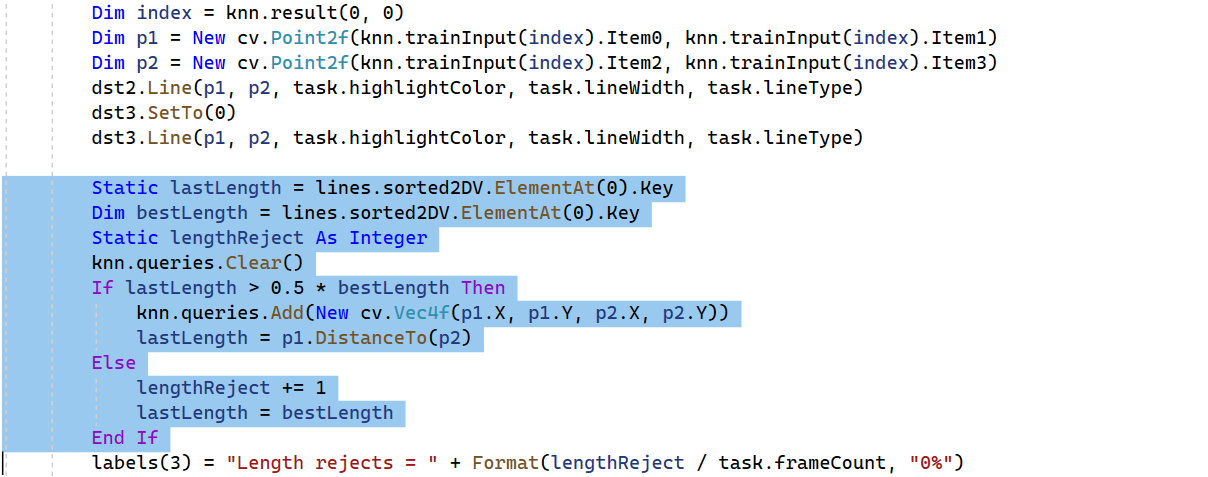 Dim index = knn.result(0, 0)
Dim p1 = New cv.Point2f(knn.trainInput(index).Item0, knn.trainInput(index).Item1)
Dim p2 = New cv.Point2f(knn.trainInput(index).Item2, knn.trainInput(index).Item3)
dst2.Line(p1, p2, task.highlightColor, task.lineWidth, task.lineType)
dst3.SetTo(0)
dst3.Line(p1, p2, task.highlightColor, task.lineWidth, task.lineType)
Static lastLength = lines.sorted2DV.ElementAt(0).Key
Dim bestLength = lines.sorted2DV.ElementAt(0).Key
Static lengthReject As Integer
knn.queries.Clear()
If lastLength > 0.5 * bestLength Then
knn.queries.Add(New cv.Vec4f(p1.X, p1.Y, p2.X, p2.Y))
lastLength = p1.DistanceTo(p2)
Else
lengthReject += 1
lastLength = bestLength
End If
labels(3) = "Length rejects = " + Format(lengthReject / task.frameCount, "0%")